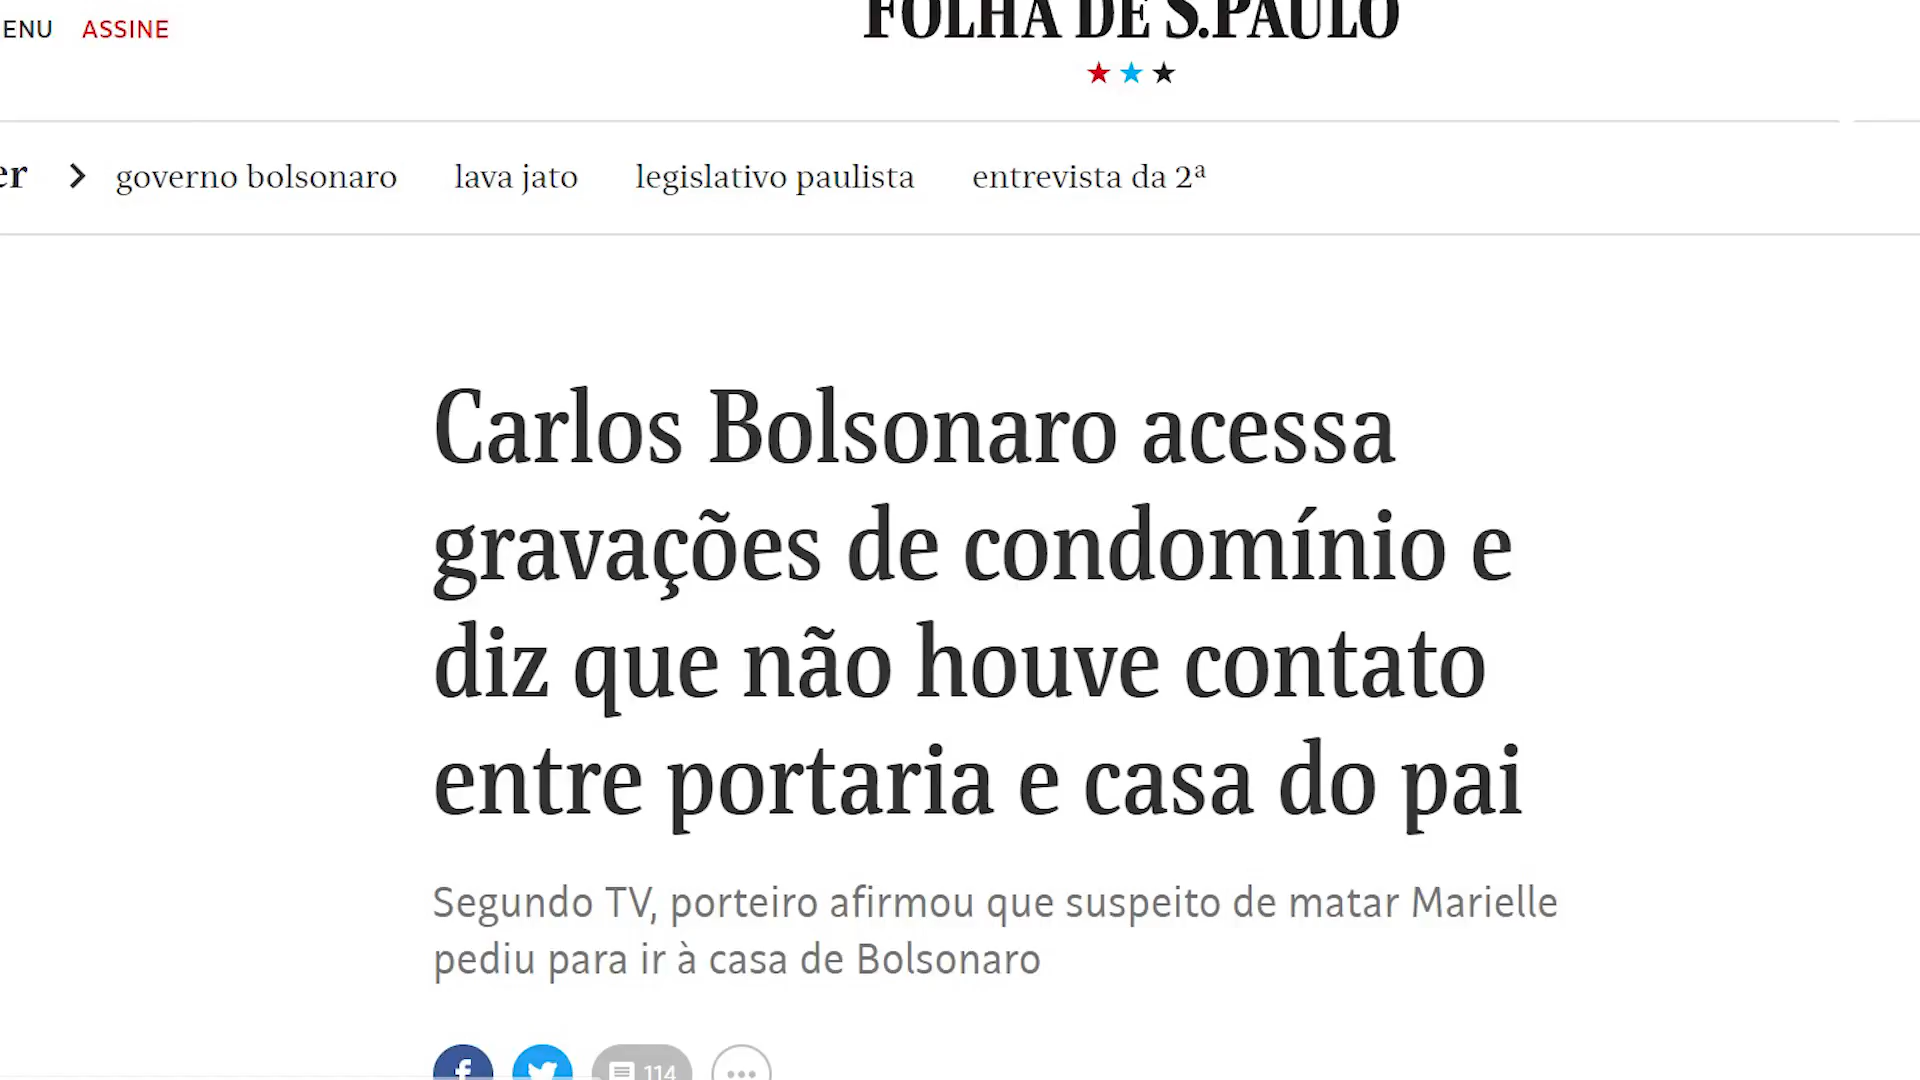 ENU ASSINE
FOLHA DE S.PAULO
er > governo bolsonaro lava jato legislativo paulista entrevista da 2ª
Carlos Bolsonaro acessa
gravações de condomínio e
diz que não houve contato
entre portaria e casa do pai
Segundo TV, porteiro afirmou que suspeito de matar Marielle
pediu para ir à casa de Bolsonaro
114